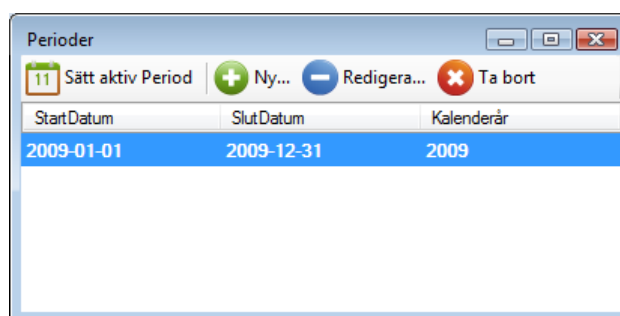 Perioder
11 Sätt aktiv Period Ny... Redigera... Ta bort
StartDatum SlutDatum Kalenderår
2009-01-01 2009-12-31 2009